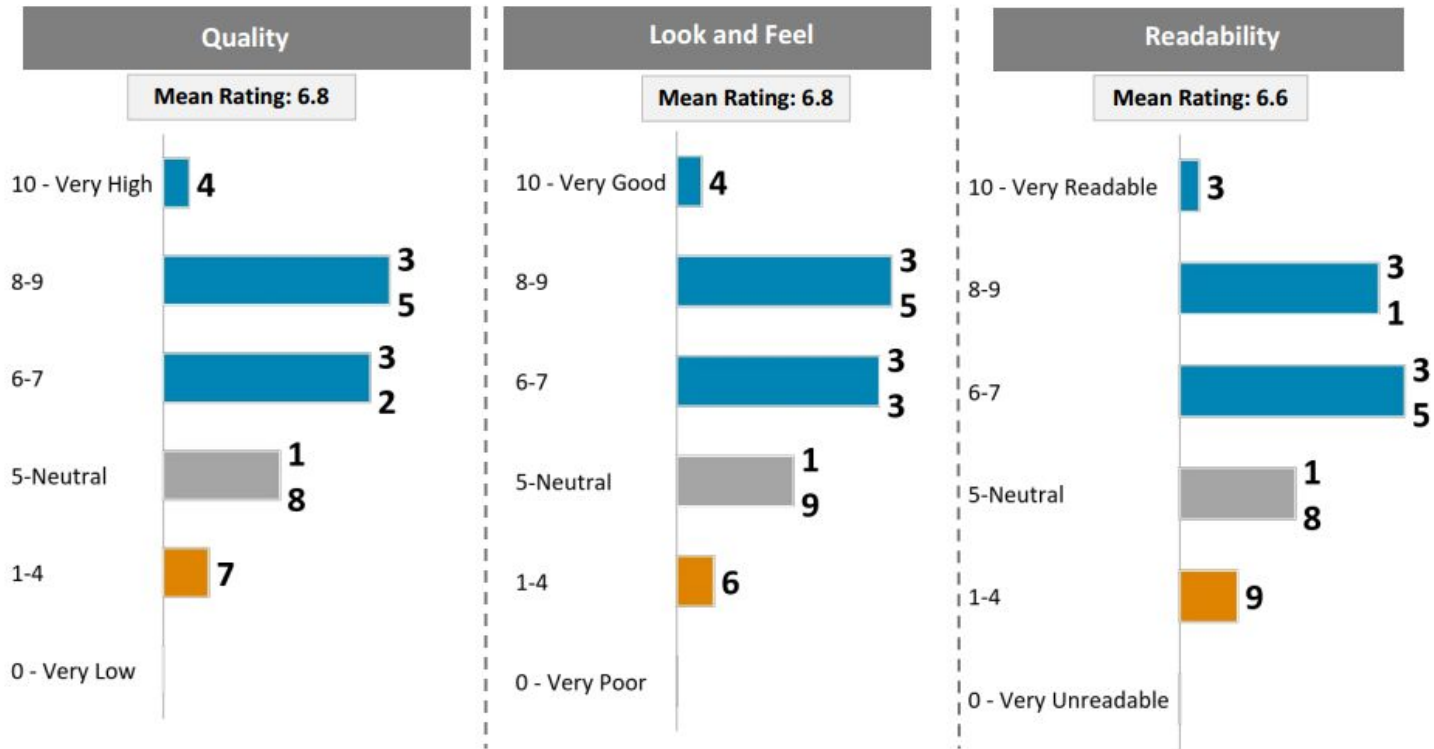 Quality
Mean Rating: 6.8
10 - Very High
4
8-9
3
5
6-7
3
2
5-Neutral
1
8
1-4
7
0 - Very Low
Look and Feel
Mean Rating: 6.8
10 - Very Good
4
8-9
3
5
6-7
3
3
5-Neutral
1
9
1-4
6
0 - Very Poor
Readability
Mean Rating: 6.6
10 - Very Readable
3
8-9
3
1
6-7
3
5
5-Neutral
1
8
1-4
9
0 - Very Unreadable